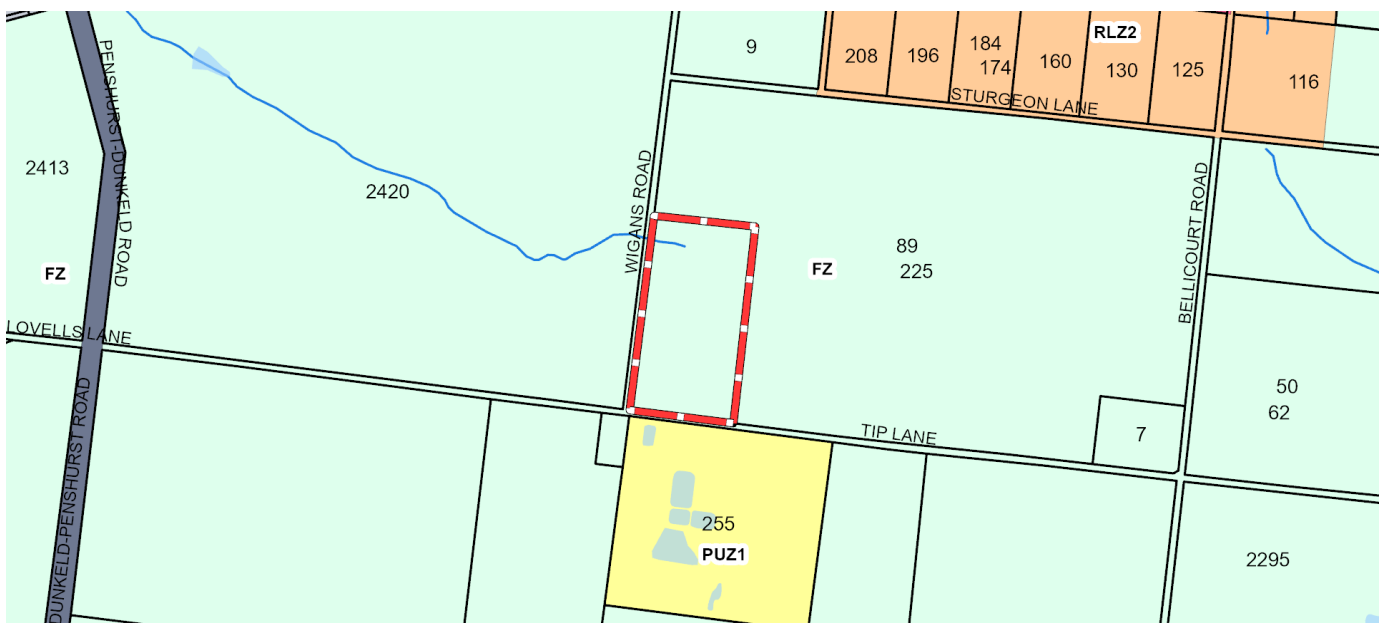 RLZ2
9
208
196
184
174
160
130
125
116
STURGEON LANE
PENSHURST-DUNKELD ROAD
2413
2420
WIGANS ROAD
BELLICOURT ROAD
89
225
FZ
FZ
LOVELLS LANE
50
62
7
TIP LANE
DUNKELD-PENSHURST ROAD
255
PUZ1
2295